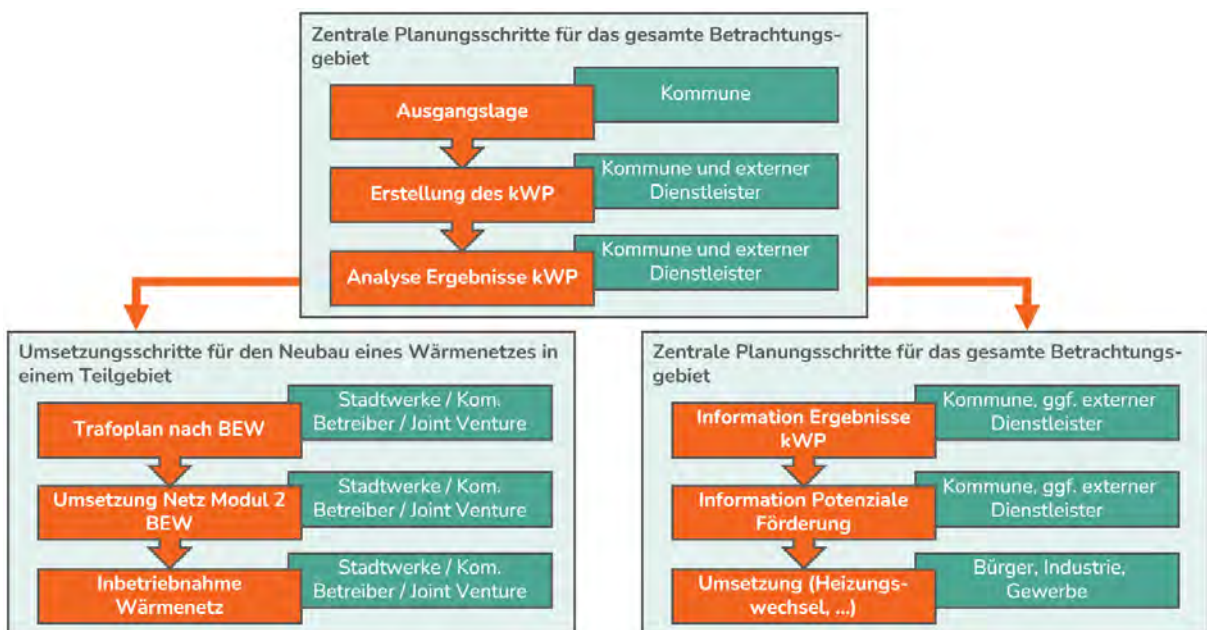 Zentrale Planungsschritte für das gesamte Betrachtungs-
gebiet
Ausgangslage
Kommune
Erstellung des kWP
Kommune und externer
Dienstleister
Analyse Ergebnisse kWP
Kommune und externer
Dienstleister
Umsetzungsschritte für den Neubau eines Wärmenetzes in
einem Teilgebiet
Trafoplan nach BEW
Stadtwerke / Kom.
Betreiber / Joint Venture
Umsetzung Netz Modul 2
BEW
Stadtwerke / Kom.
Betreiber / Joint Venture
Inbetriebnahme
Wärmenetz
Stadtwerke / Kom.
Betreiber / Joint Venture
Zentrale Planungsschritte für das gesamte Betrachtungs-
gebiet
Information Ergebnisse
kWP
Kommune, ggf. externer
Dienstleister
Information Potenziale
Förderung
Kommune, ggf. externer
Dienstleister
Umsetzung (Heizungs-
wechsel, ...)
Bürger, Industrie,
Gewerbe